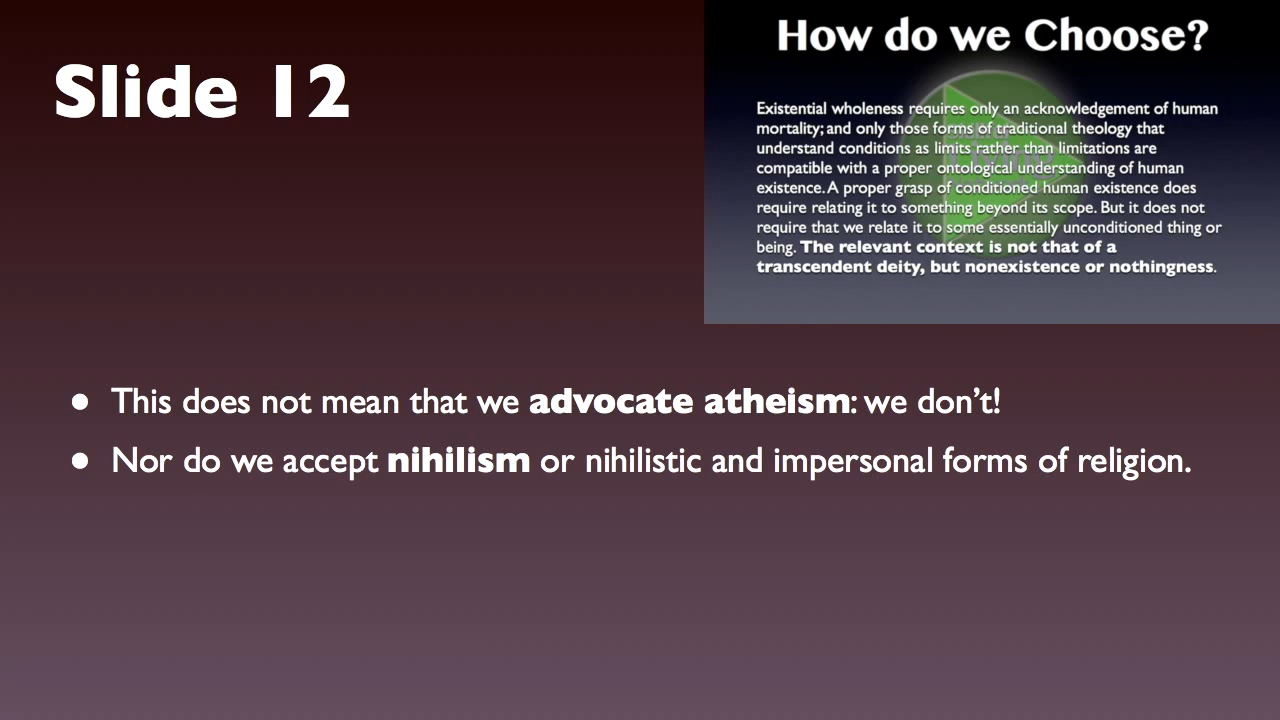 Slide 12
How do we Choose?
Existential wholeness requires only an acknowledgement of human
mortality; and only those forms of traditional theology that
understand conditions as limits rather than limitations are
compatible with a proper ontological understanding of human
existence. A proper grasp of conditioned human existence does
require relating it to something beyond its scope. But it does not
require that we relate it to some essentially unconditioned thing or
being. The relevant context is not that of a
transcendent deity, but nonexistence or nothingness.
• This does not mean that we advocate atheism: we don’t!
• Nor do we accept nihilism or nihilistic and impersonal forms of religion.